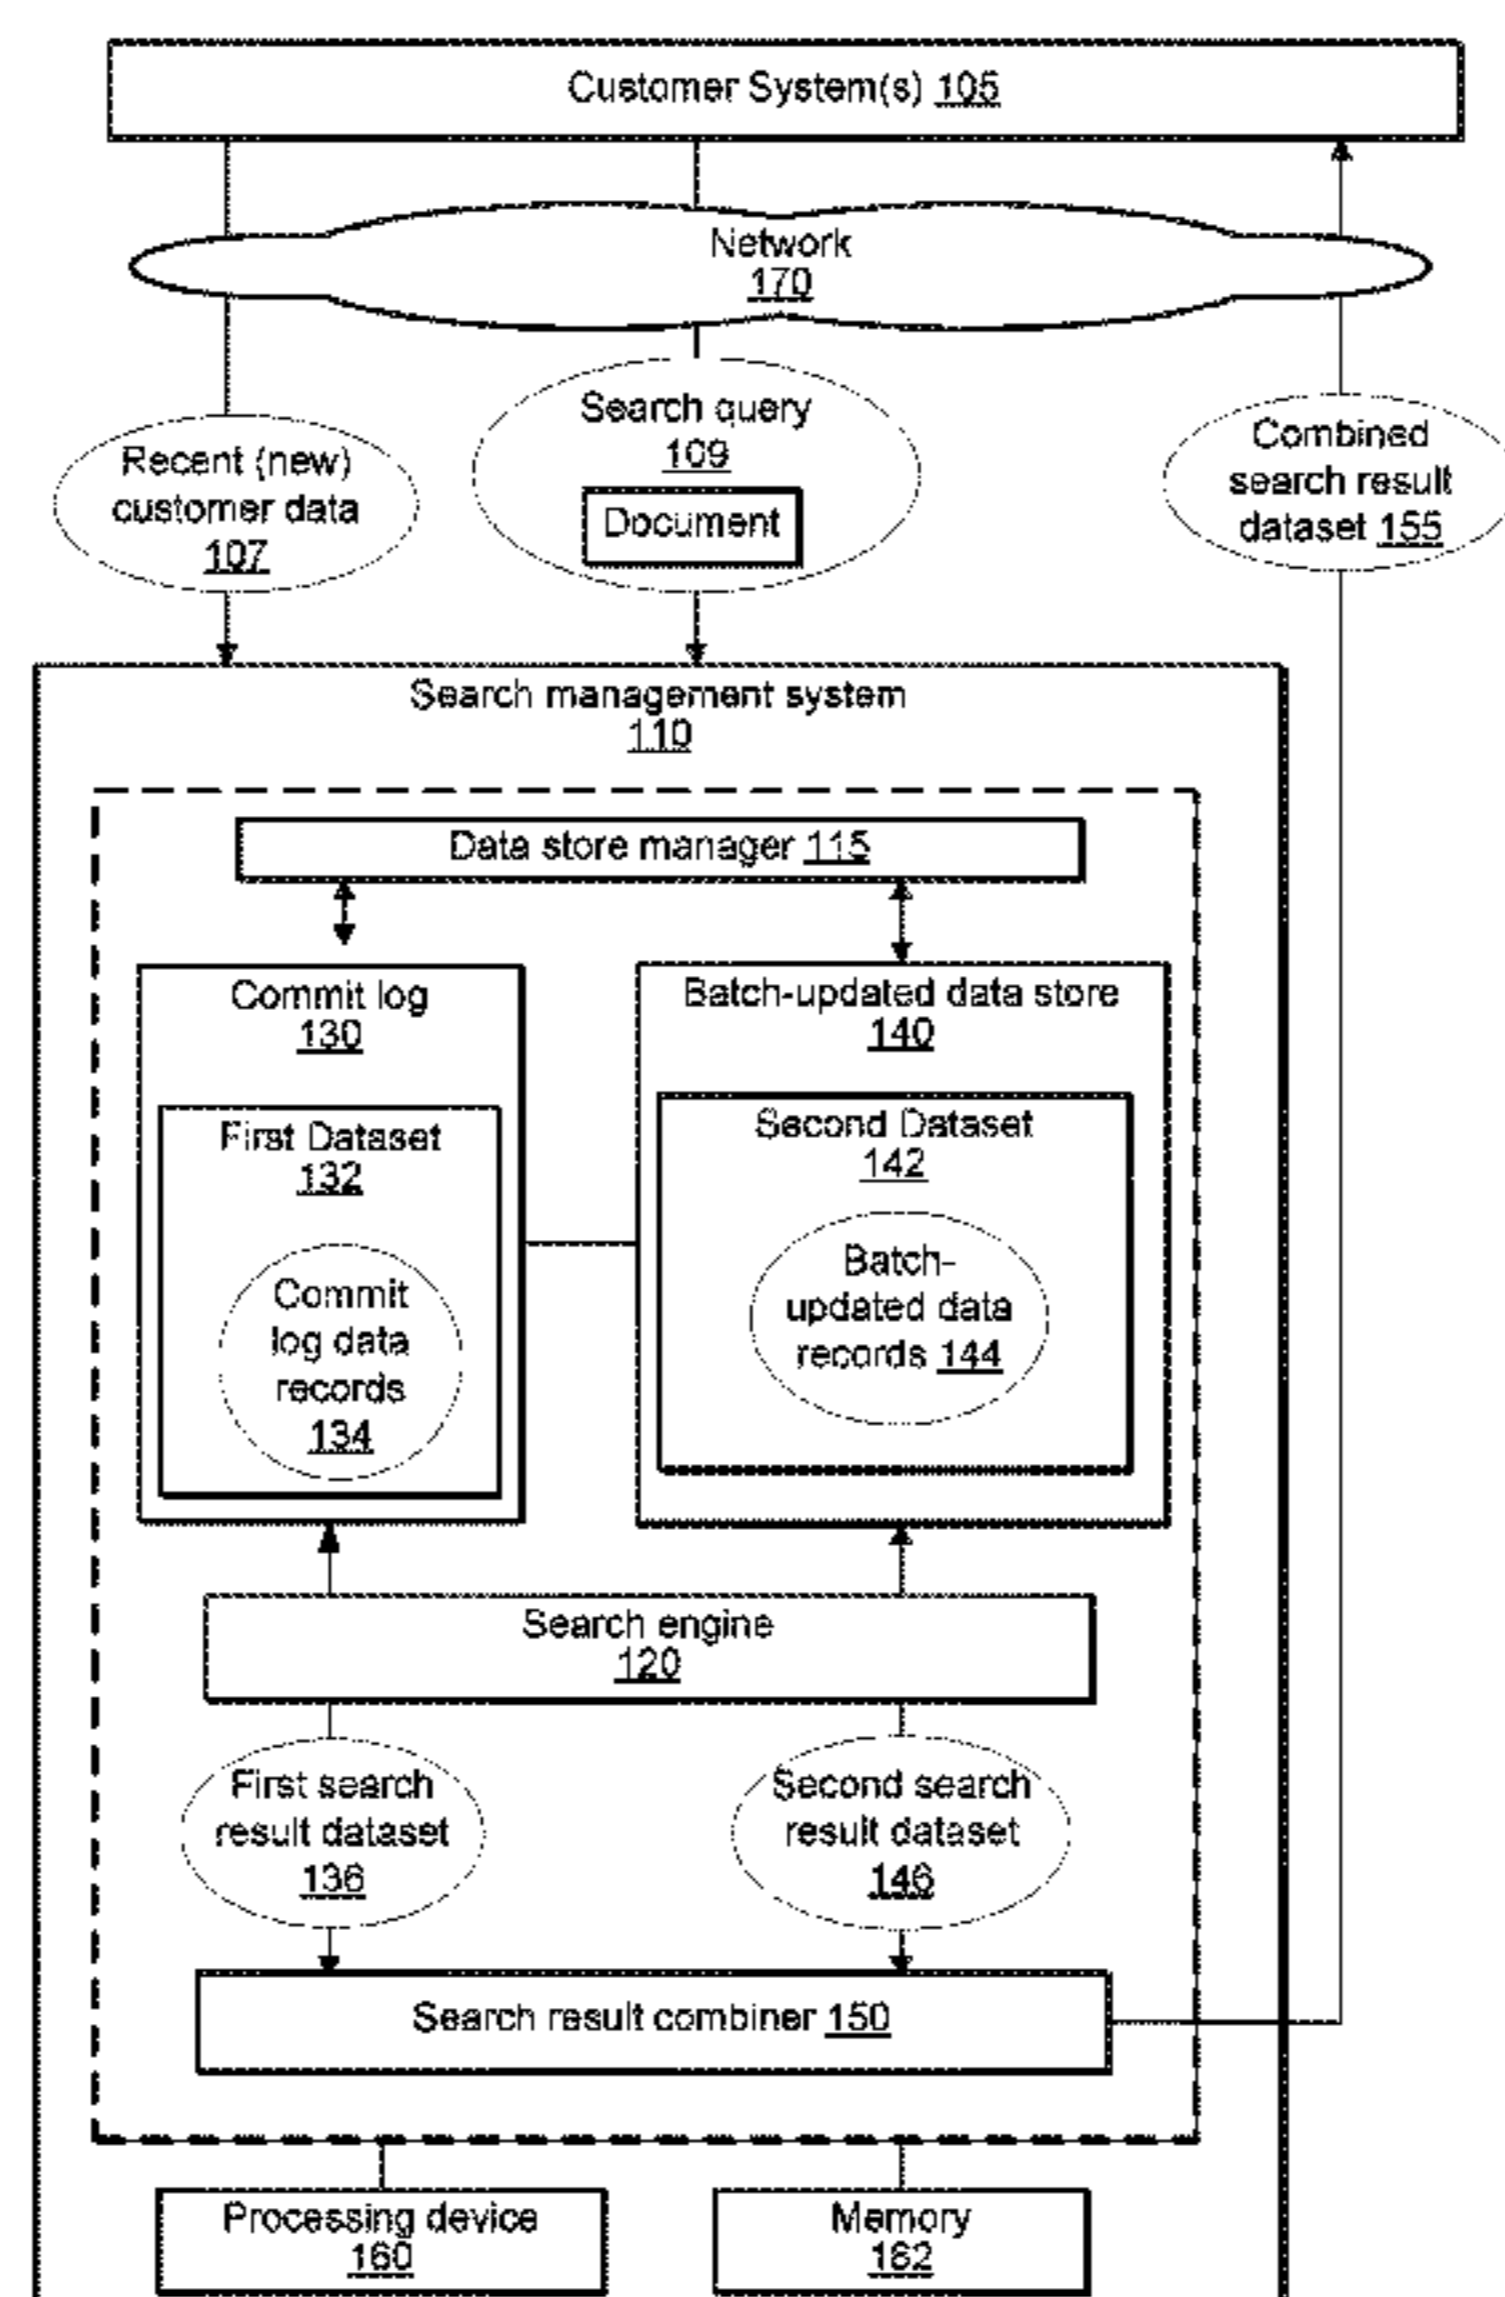 Customer System(s) 105
Network
170
Search query
109
Document
Recent (new)
customer data
107
Combined
search result
dataset 155
Search management system
110
Data store manager 115
Commit log
130
First Dataset
132
Commit
log data
records
134
Batch-updated data store
140
Second Dataset
142
Batch-
updated data
records 144
Search engine
120
First search
result dataset
136
Second search
result dataset
146
Search result combiner 150
Processing device
160
Memory
162